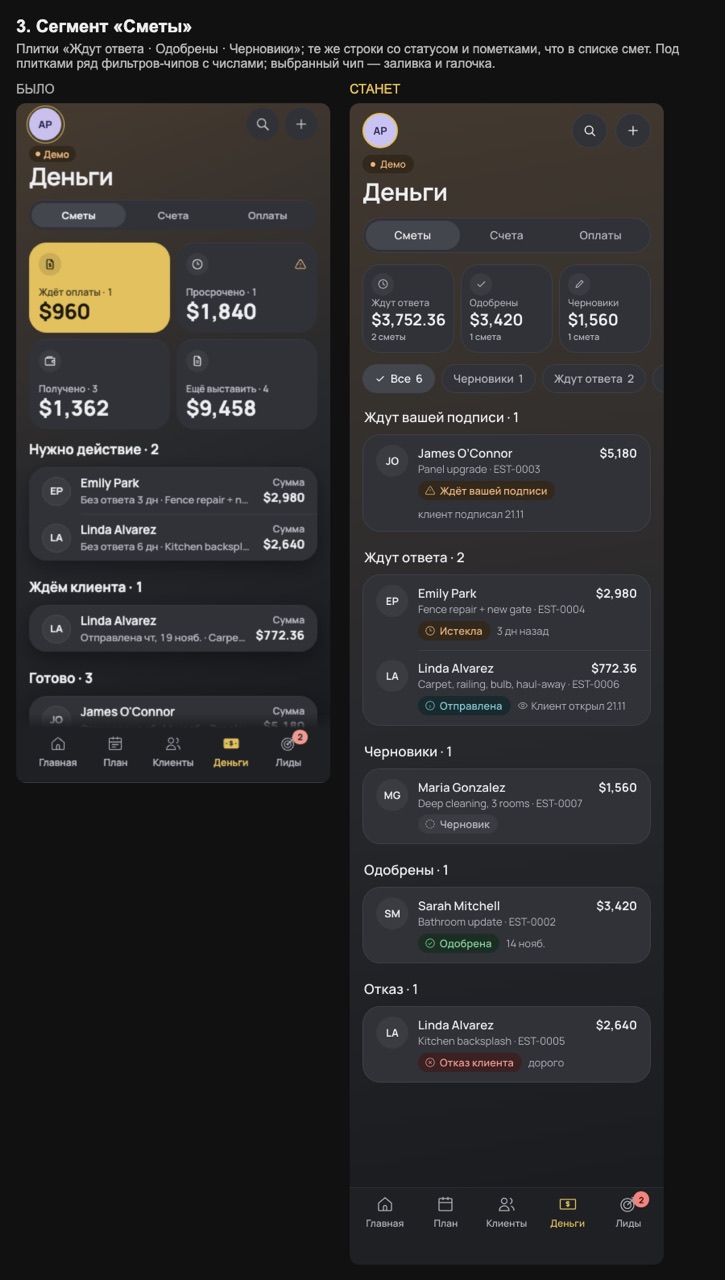 3. Сегмент «Сметы»
Плитки «Ждут ответа · Одобрены · Черновики»; те же строки со статусом и пометками, что в списке смет. Под
плитками ряд фильтров-чипов с числами; выбранный чип — заливка и галочка.
БЫЛО
AP
Демо
Деньги
Сметы Счета Оплаты
Ждёт оплаты · 1
$960
Просрочено · 1
$1,840
Получено · 3
$1,362
Ещё выставить · 4
$9,458
Нужно действие · 2
EP
Emily Park
Сумма
Без ответа 3 дн · Fence repair + n...
$2,980
LA
Linda Alvarez
Сумма
Без ответа 6 дн · Kitchen backspl...
$2,640
Ждём клиента · 1
LA
Linda Alvarez
Сумма
Отправлена чт, 19 нояб. · Carpe...
$772.36
Готово · 3
JO
James O'Connor
Сумма
$5,180
Главная План Клиенты Деньги Лиды
2
СТАНЕТ
AP
Демо
Деньги
Сметы Счета Оплаты
Ждут ответа
$3,752.36
2 сметы
Одобрены
$3,420
1 смета
Черновики
$1,560
1 смета
Все 6 Черновики 1 Ждут ответа 2
Ждут вашей подписи · 1
JO
James O'Connor
$5,180
Panel upgrade · EST-0003
Ждёт вашей подписи
клиент подписал 21.11
Ждут ответа · 2
EP
Emily Park
$2,980
Fence repair + new gate · EST-0004
Истекла 3 дн назад
LA
Linda Alvarez
$772.36
Carpet, railing, bulb, haul-away · EST-0006
Отправлена Клиент открыл 21.11
Черновики · 1
MG
Maria Gonzalez
$1,560
Deep cleaning, 3 rooms · EST-0007
Черновик
Одобрены · 1
SM
Sarah Mitchell
$3,420
Bathroom update · EST-0002
Одобрена 14 нояб.
Отказ · 1
LA
Linda Alvarez
$2,640
Kitchen backsplash · EST-0005
Отказ клиента дорого
Главная План Клиенты Деньги Лиды
2